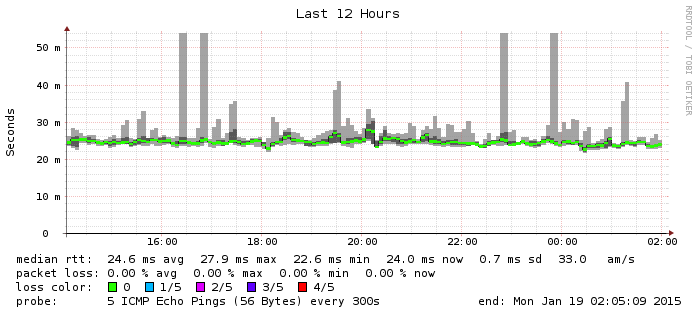 Last 12 Hours
RRDTOOL / TOBI OETIKER
Seconds
50 m
40 m
30 m
20 m
10 m
0
16:00 18:00 20:00 22:00 00:00 02:00
median rtt: 24.6 ms avg 27.9 ms max 22.6 ms min 24.0 ms now 0.7 ms sd 33.0 am/s
packet loss: 0.00 % avg 0.00 % max 0.00 % min 0.00 % now
loss color: 0 1/5 2/5 3/5 4/5
probe: 5 ICMP Echo Pings (56 Bytes) every 300s end: Mon Jan 19 02:05:09 2015